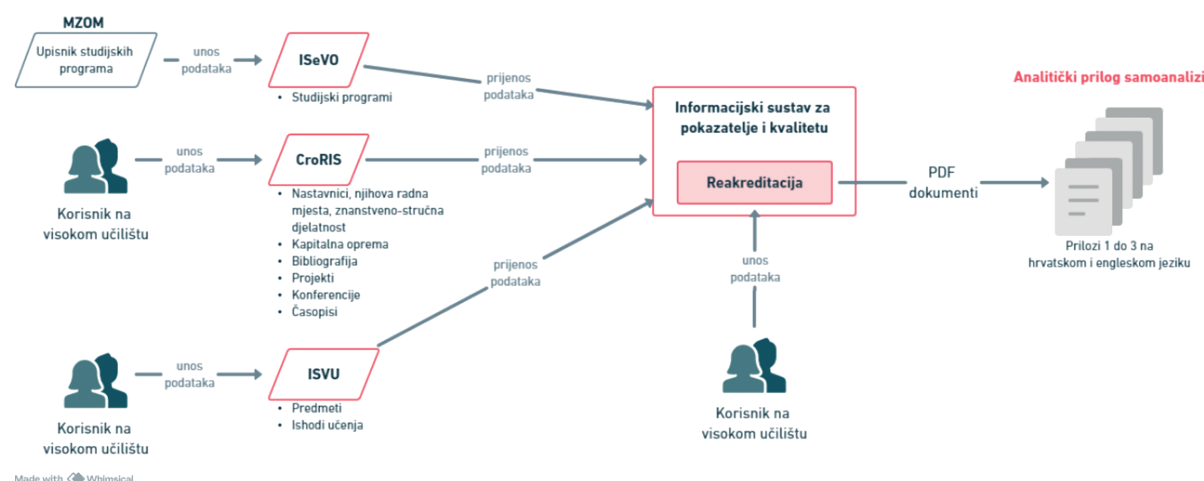 MZOM
Upisnik studijskih
programa
unos
podataka
ISeVO
• Studijski programi
prijenos
podataka
Korisnik na
visokom učilištu
unos
podataka
CroRIS
• Nastavnici, njihova radna
mjesta, znanstveno-stručna
djelatnost
• Kapitalna oprema
• Bibliografija
• Projekti
• Konferencije
• Časopisi
prijenos
podataka
Korisnik na
visokom učilištu
unos
podataka
ISVU
• Predmeti
• Ishodi učenja
prijenos
podataka
Informacijski sustav za
pokazatelje i kvalitetu
Reakreditacija
unos
podataka
Korisnik na
visokom učilištu
PDF
dokumenti
Analitički prilog samoanalizi
Prilozi 1 do 3 na
hrvatskom i engleskom jeziku
Made with Whimsical